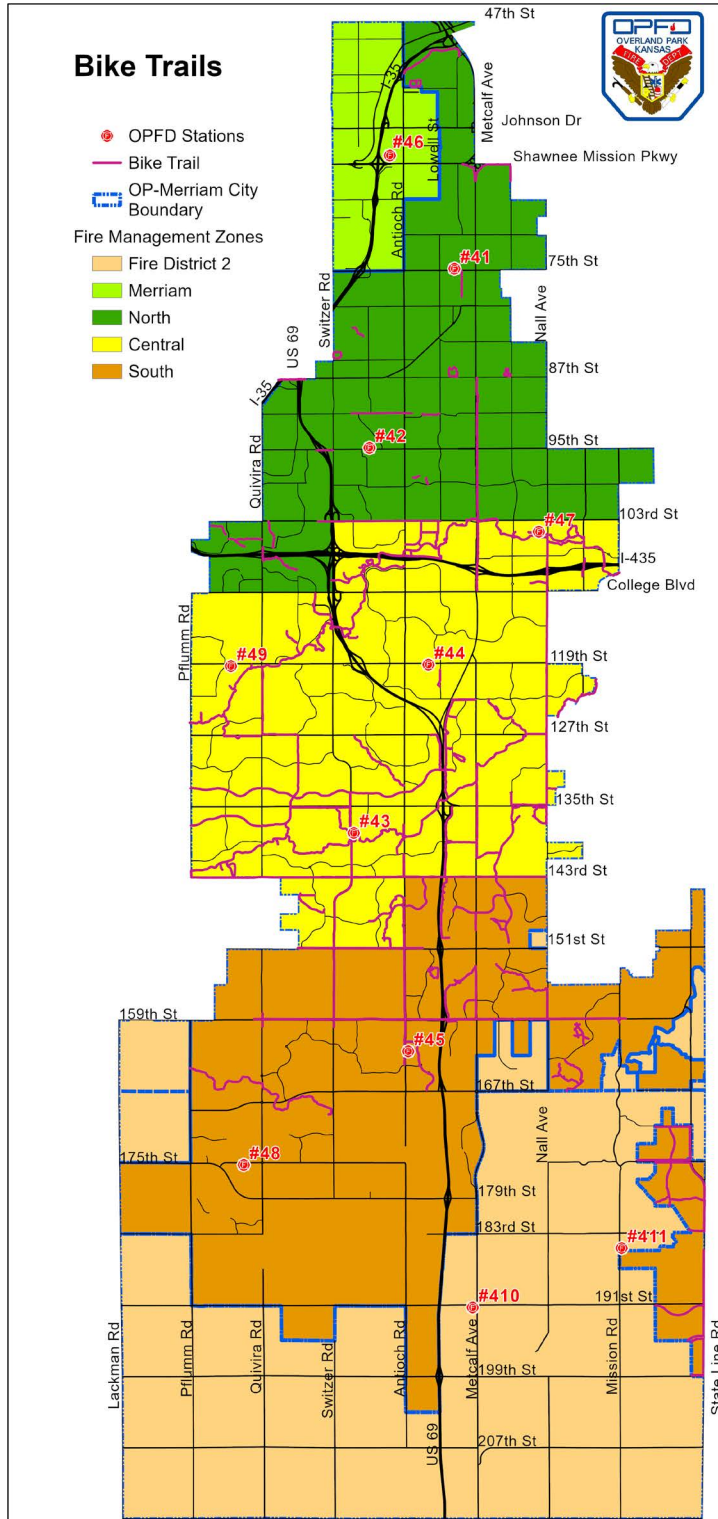 Bike Trails
OPFD Stations
Bike Trail
OP-Merriam City
Boundary
Fire Management Zones
Fire District 2
Merriam
North
Central
South
OPFD
OVERLAND PARK
KANSAS
FIRE
DEPT
47th St
I-35
Metcalf Ave
Johnson Dr
Lowell St
#46
Shawnee Mission Pkwy
Antioch Rd
#41
75th St
Switzer Rd
Nall Ave
US 69
87th St
I-35
#42
95th St
Quivira Rd
103rd St
#47
I-435
College Blvd
Pflumm Rd
#49
#44
119th St
127th St
135th St
#43
143rd St
151st St
159th St
#45
167th St
Nall Ave
#48
175th St
179th St
183rd St
#411
#410
191st St
Lackman Rd
Pflumm Rd
Quivira Rd
Switzer Rd
Antioch Rd
Metcalf Ave
Mission Rd
State Line Rd
199th St
US 69
207th St